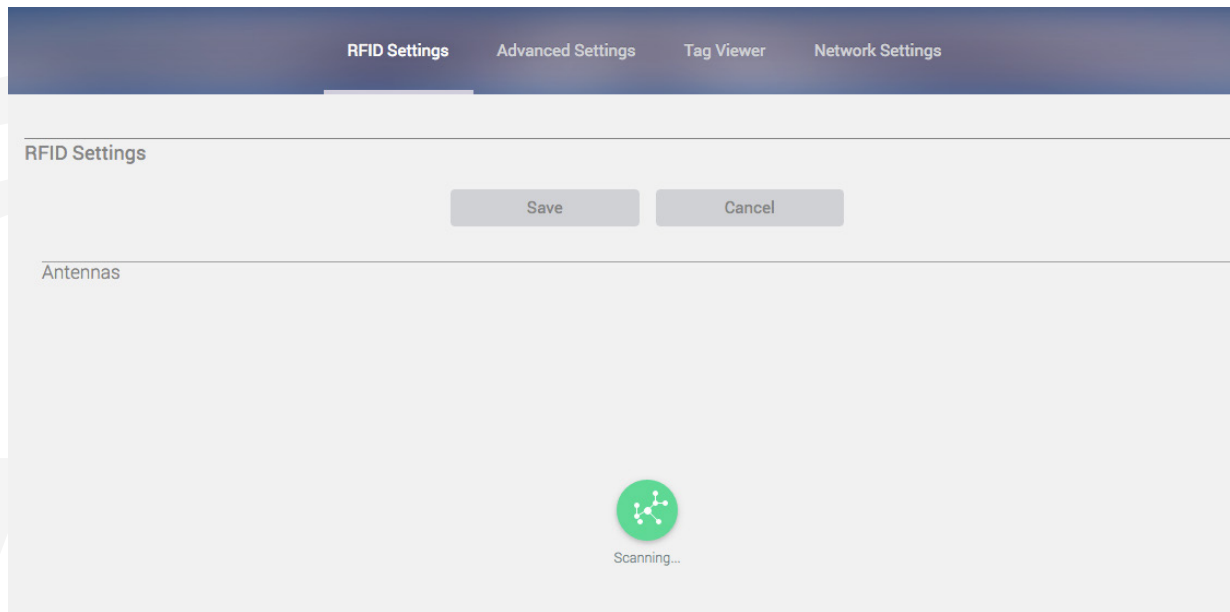 RFID Settings Advanced Settings Tag Viewer Network Settings
RFID Settings
Save Cancel
Antennas
Scanning...